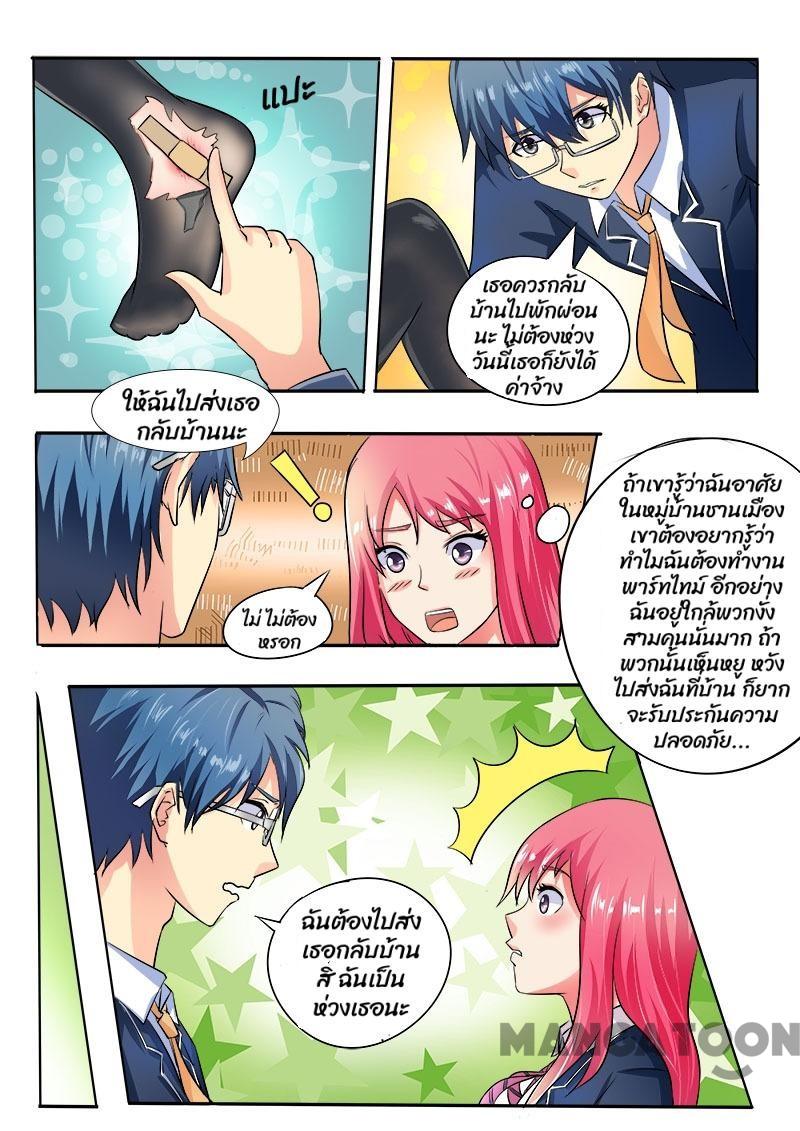 แปะ
เธอควรกลับ
บ้านไปพักผ่อน
นะ ไม่ต้องห่วง
วันนี้เธอก็ยังได้
ค่าจ้าง
ให้ฉันไปส่งเธอ
กลับบ้านนะ
ไม่ ไม่ต้อง
หรอก
ถ้าเขารู้ว่าฉันอาศัย
ในหมู่บ้านชานเมือง
เขาต้องอยากรู้ว่า
ทำไมฉันต้องทำงาน
พาร์ทไทม์ อีกอย่าง
ฉันอยู่ใกล้พวกงั่ง
สามคนนั่นมาก ถ้า
พวกนั้นเห็นหยู หวัง
ไปส่งฉันที่บ้าน ก็ยาก
จะรับประกันความ
ปลอดภัย...
ฉันต้องไปส่ง
เธอกลับบ้าน
สิ ฉันเป็น
ห่วงเธอนะ
MANGATOON